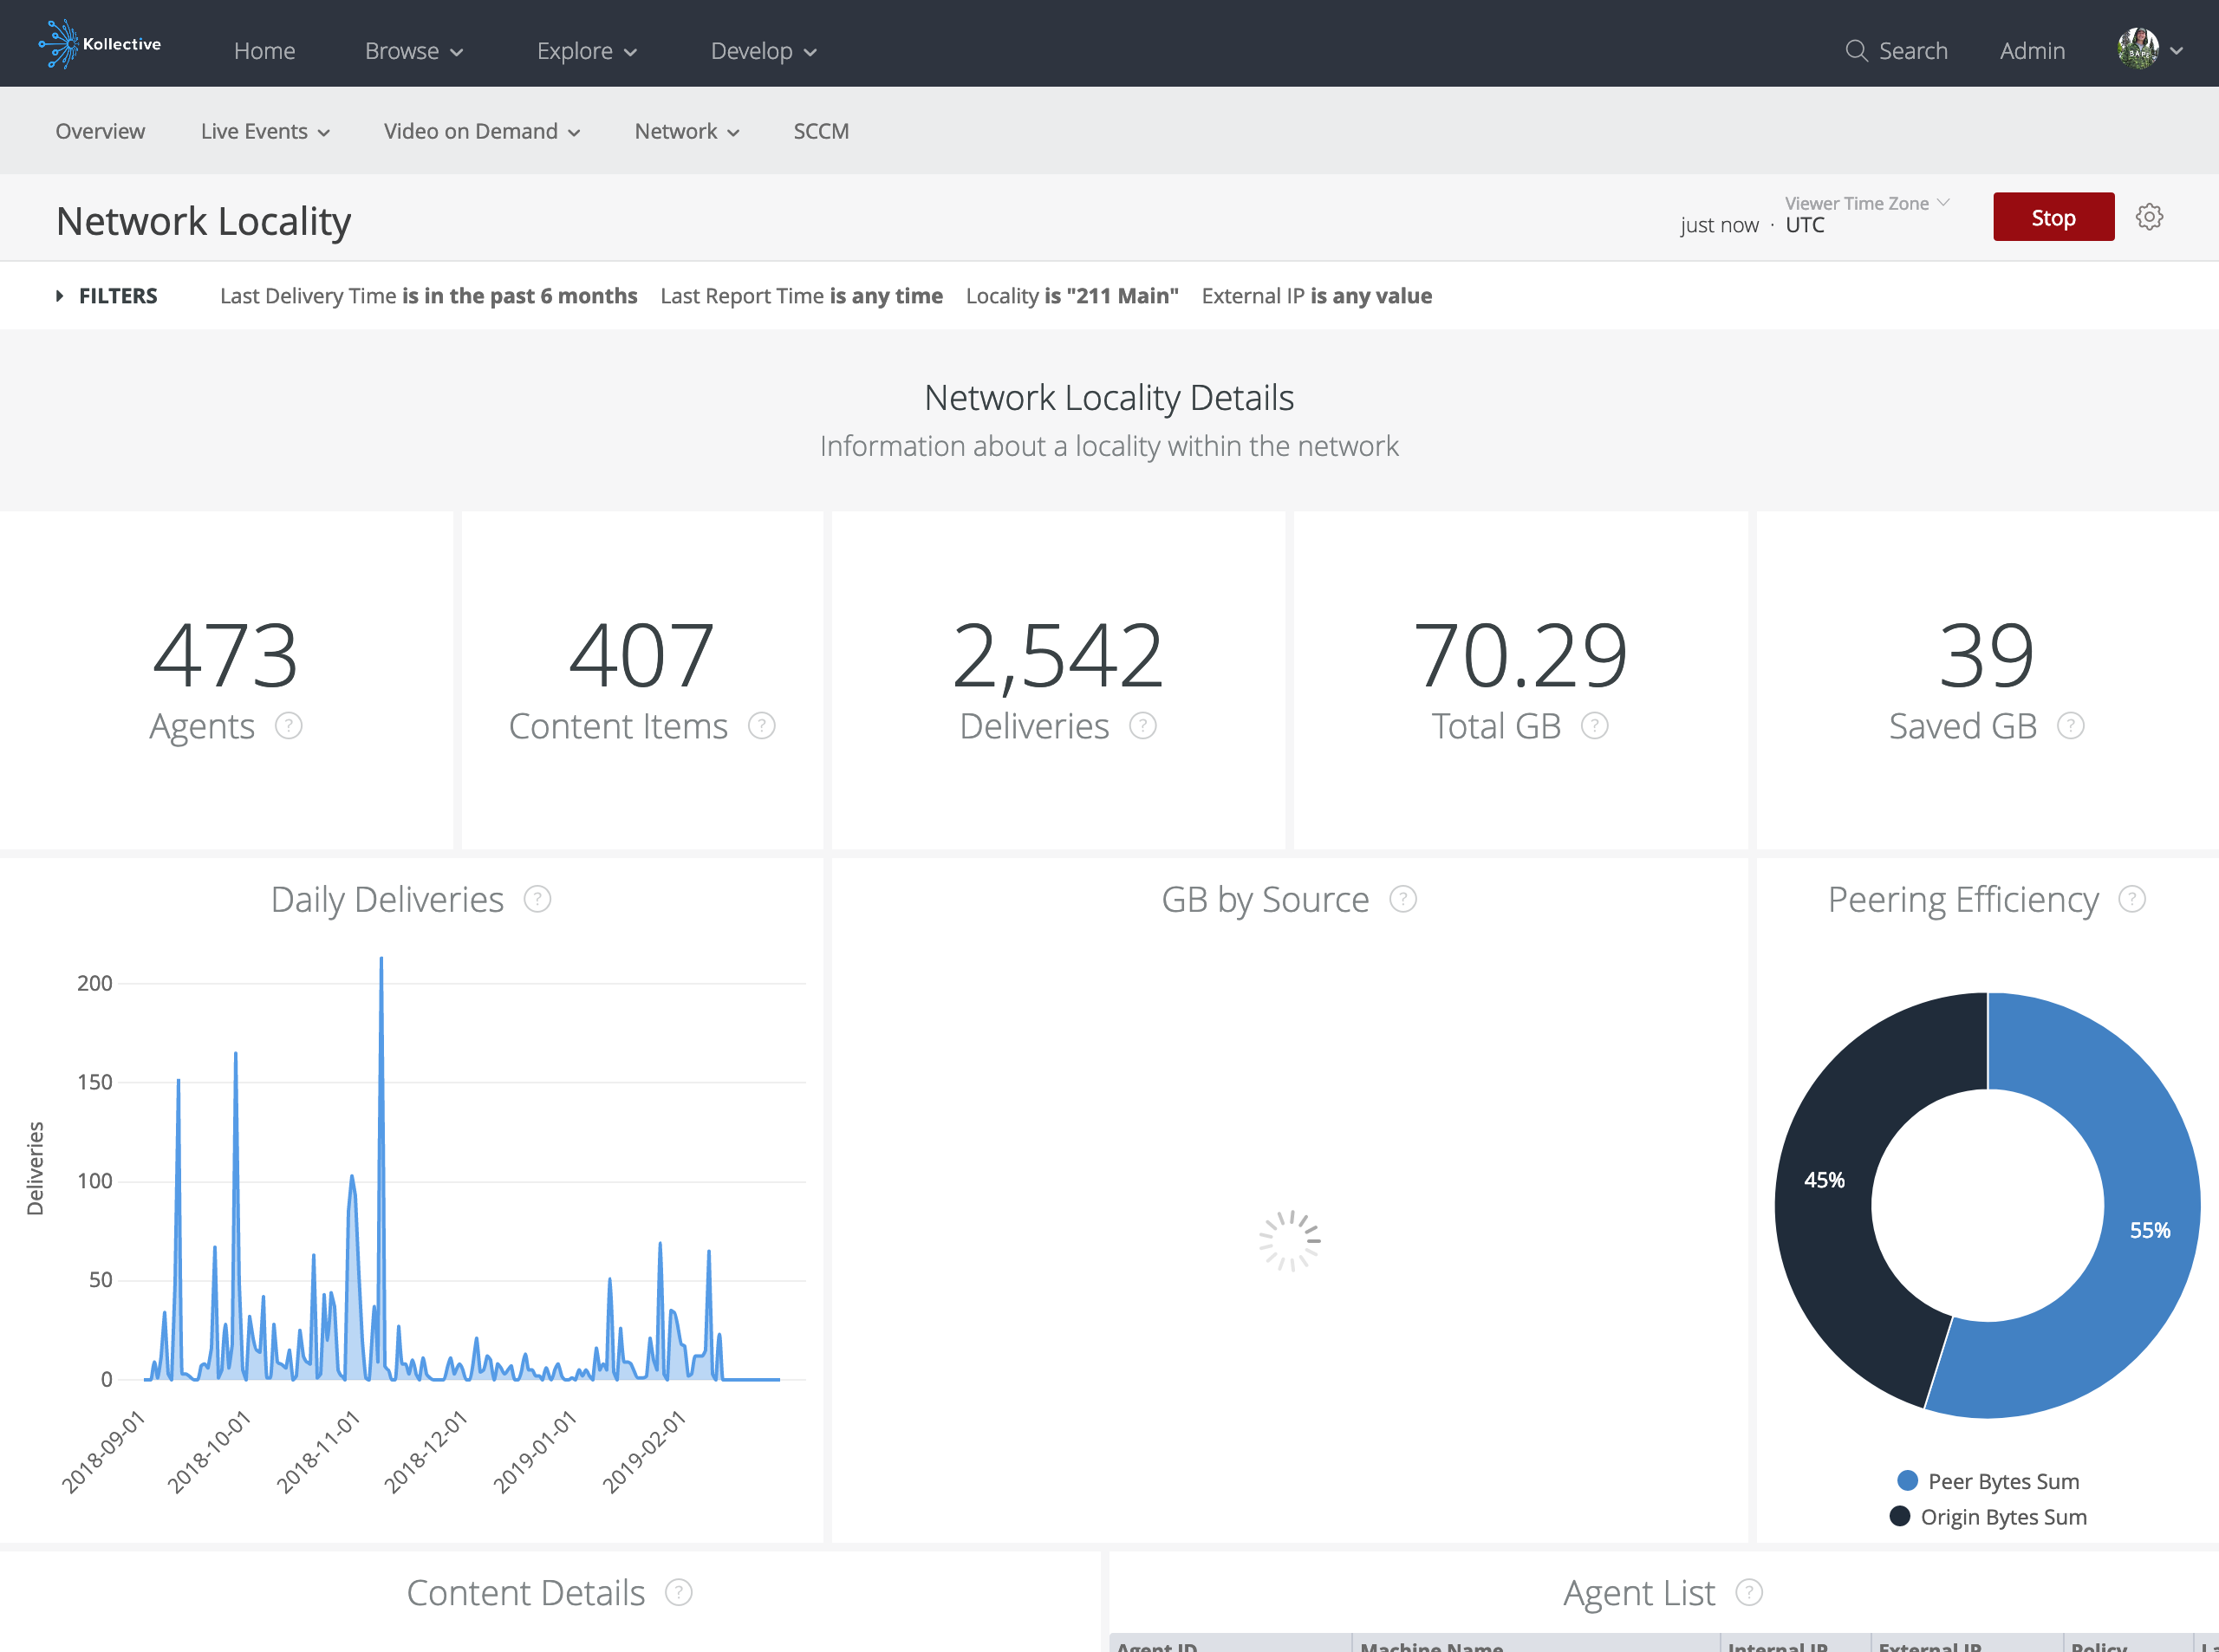 Kollective
Home Browse Explore Develop Search Admin
Overview Live Events Video on Demand Network SCCM
Network Locality
Viewer Time Zone
just now · UTC
Stop
FILTERS Last Delivery Time is in the past 6 months Last Report Time is any time Locality is "211 Main" External IP is any value
Network Locality Details
Information about a locality within the network
473
Agents ?
407
Content Items ?
2,542
Deliveries ?
70.29
Total GB ?
39
Saved GB ?
Daily Deliveries ?
Deliveries
200
150
100
50
0
2018-09-01
2018-10-01
2018-11-01
2018-12-01
2019-01-01
2019-02-01
GB by Source ?
Peering Efficiency ?
45%
55%
Peer Bytes Sum
Origin Bytes Sum
Content Details ?
Agent List ?
Agent ID Machine Name Internal IP External IP Policy